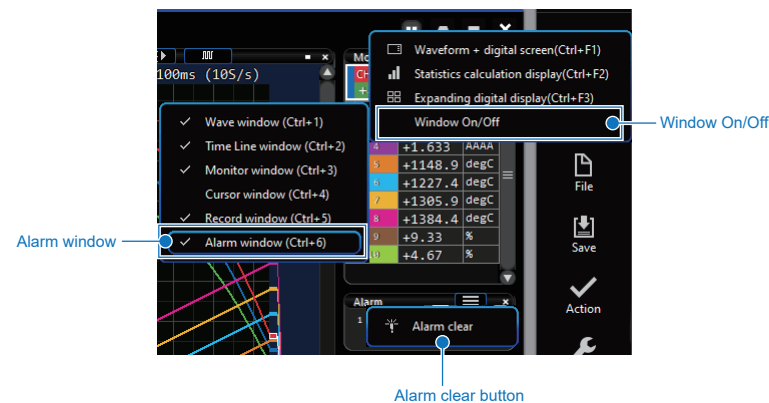 Waveform + digital screen(Ctrl+F1)
Statistics calculation display(Ctrl+F2)
Expanding digital display(Ctrl+F3)
Window On/Off
Window On/Off
100ms (10S/s)
Mo
CH
Wave window (Ctrl+1)
Time Line window (Ctrl+2)
Monitor window (Ctrl+3)
Cursor window (Ctrl+4)
Record window (Ctrl+5)
Alarm window (Ctrl+6)
Alarm window
4 +1.633 AAAA
5 +1148.9 degC
6 +1227.4 degC
7 +1305.9 degC
8 +1384.4 degC
9 +9.33 %
10 +4.67 %
File
Save
Action
Alarm
1
Alarm clear
Alarm clear button